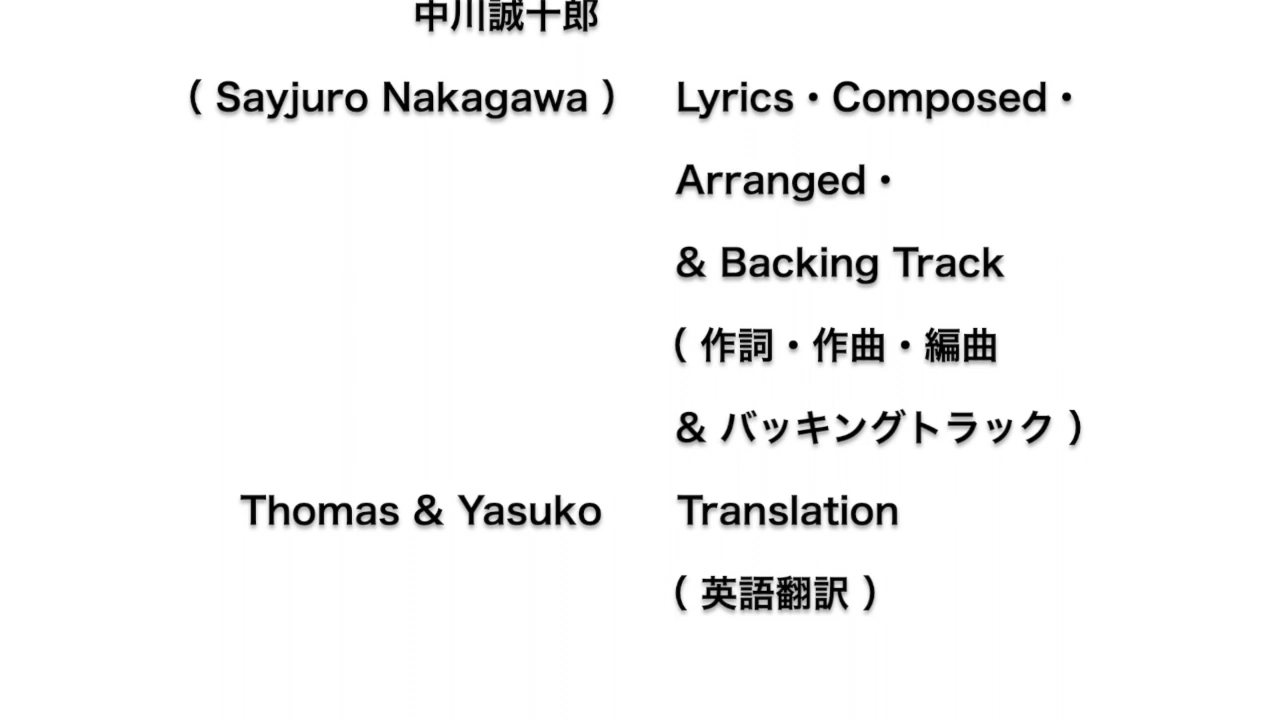 中川誠十郎
( Sayjuro Nakagawa ) Lyrics・Composed・
Arranged・
& Backing Track
( 作詞・作曲・編曲
& バッキングトラック )
Thomas & Yasuko Translation
( 英語翻訳 )